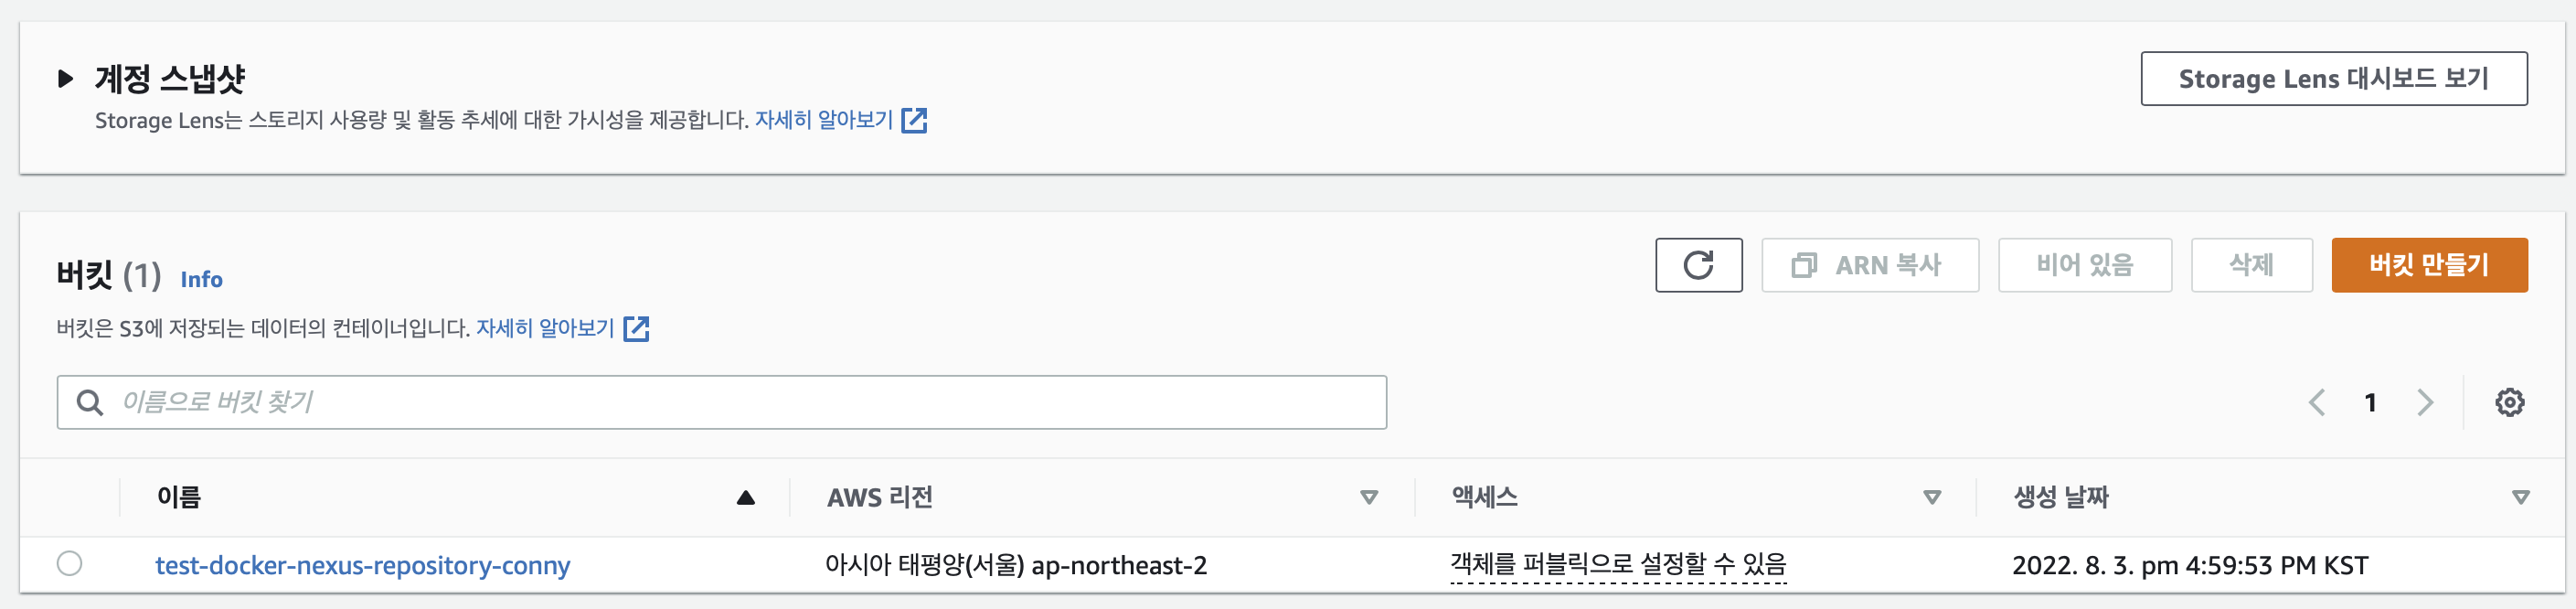 계정 스냅샷
Storage Lens 대시보드 보기
Storage Lens는 스토리지 사용량 및 활동 추세에 대한 가시성을 제공합니다. 자세히 알아보기
버킷 (1) Info
ARN 복사
비어 있음
삭제
버킷 만들기
버킷은 S3에 저장되는 데이터의 컨테이너입니다. 자세히 알아보기
이름으로 버킷 찾기
1
이름 AWS 리전 액세스 생성 날짜
test-docker-nexus-repository-conny 아시아 태평양(서울) ap-northeast-2 객체를 퍼블릭으로 설정할 수 있음 2022. 8. 3. pm 4:59:53 PM KST